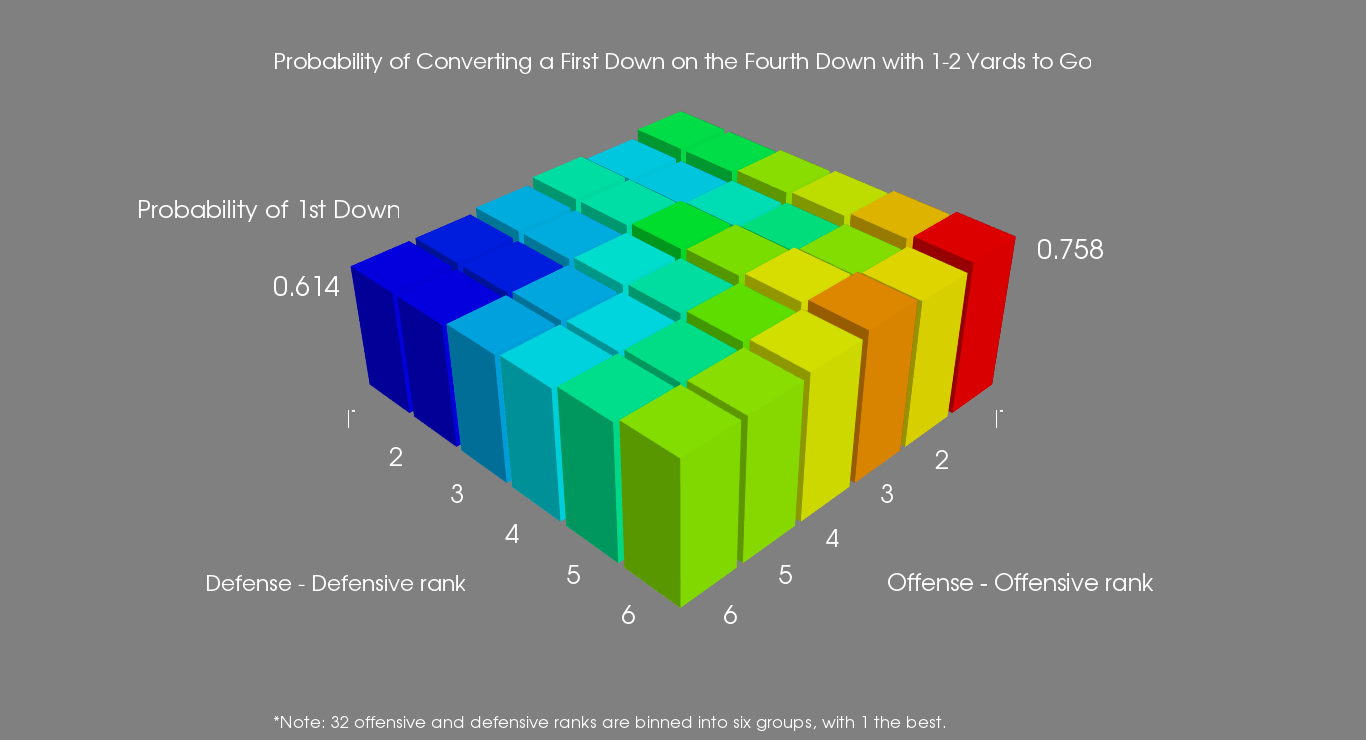 Probability of Converting a First Down on the Fourth Down with 1-2 Yards to Go
Probability of 1st Down
0.614
0.758
2
3
4
5
6
6
5
4
3
2
Defense - Defensive rank
Offense - Offensive rank
*Note: 32 offensive and defensive ranks are binned into six groups, with 1 the best.